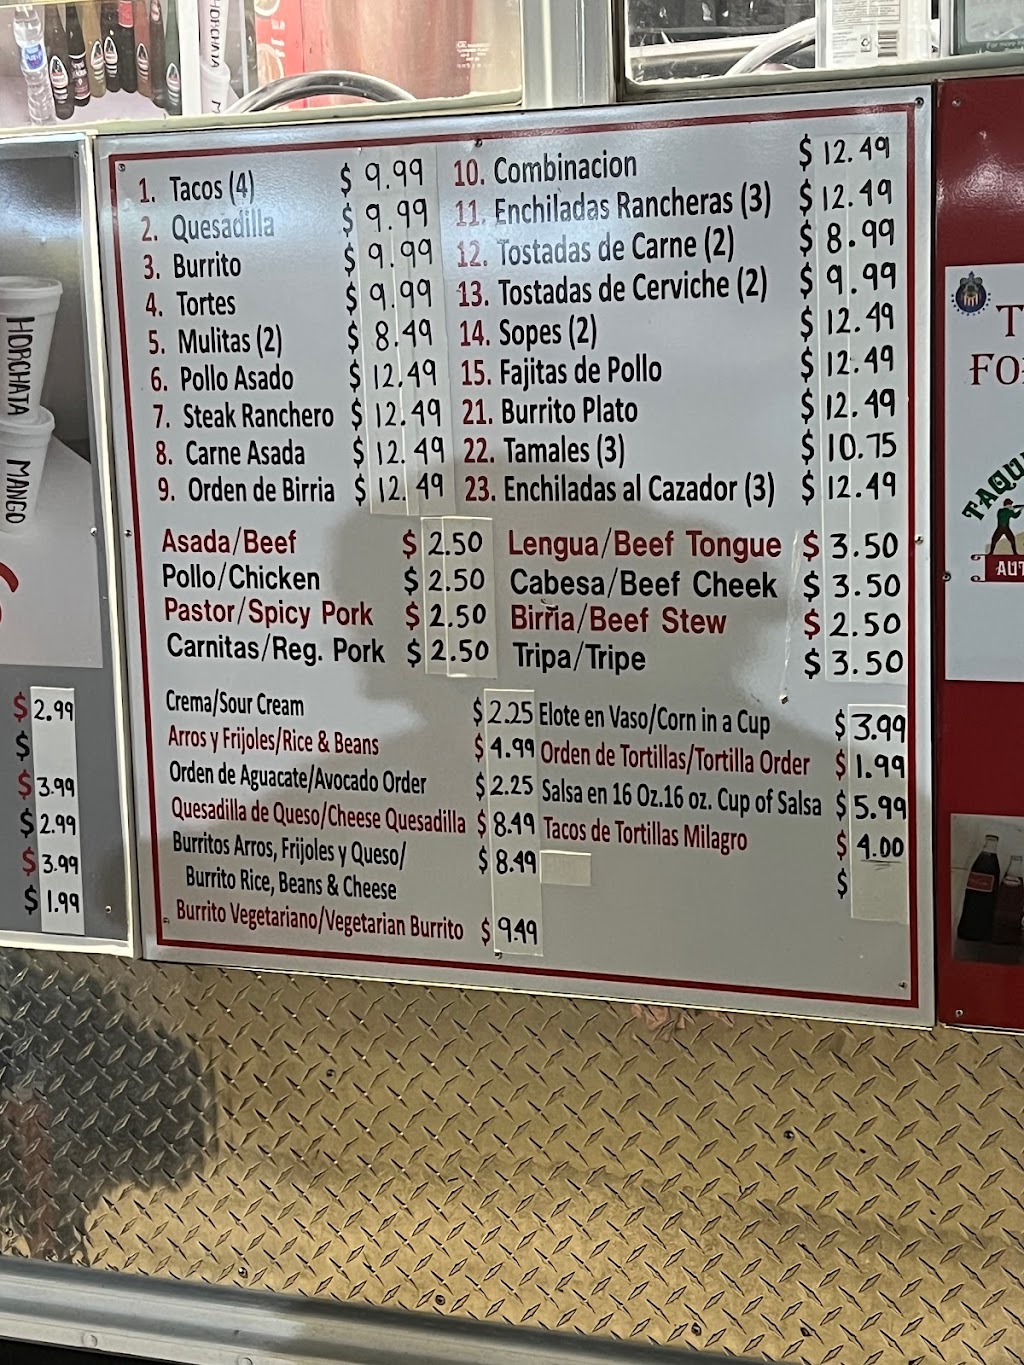 HORCHATA
HORCHATA
MANGO
1. Tacos (4) $ 9.99
2. Quesadilla $ 9.99
3. Burrito $ 9.99
4. Tortes $ 9.99
5. Mulitas (2) $ 8.49
6. Pollo Asado $ 12.49
7. Steak Ranchero $ 12.49
8. Carne Asada $ 12.49
9. Orden de Birria $ 12.49
10. Combinacion $ 12.49
11. Enchiladas Rancheras (3) $ 12.49
12. Tostadas de Carne (2) $ 8.99
13. Tostadas de Cerviche (2) $ 9.99
14. Sopes (2) $ 12.49
15. Fajitas de Pollo $ 12.49
21. Burrito Plato $ 12.49
22. Tamales (3) $ 10.75
23. Enchiladas al Cazador (3) $ 12.49
Asada/Beef $ 2.50
Pollo/Chicken $ 2.50
Pastor/Spicy Pork $ 2.50
Carnitas/Reg. Pork $ 2.50
Lengua/Beef Tongue $ 3.50
Cabesa/Beef Cheek $ 3.50
Birria/Beef Stew $ 2.50
Tripa/Tripe $ 3.50
Crema/Sour Cream $ 2.25
Arros y Frijoles/Rice & Beans $ 4.99
Orden de Aguacate/Avocado Order $ 2.25
Quesadilla de Queso/Cheese Quesadilla $ 8.49
Burritos Arros, Frijoles y Queso/ $ 8.49
Burrito Rice, Beans & Cheese
Burrito Vegetariano/Vegetarian Burrito $ 9.49
Elote en Vaso/Corn in a Cup $ 3.99
Orden de Tortillas/Tortilla Order $ 1.99
Salsa en 16 Oz.16 oz. Cup of Salsa $ 5.99
Tacos de Tortillas Milagro $ 4.00
$
$ 2.99
$
$ 3.99
$ 2.99
$ 3.99
$ 1.99
T
FO
TAQU
AUT